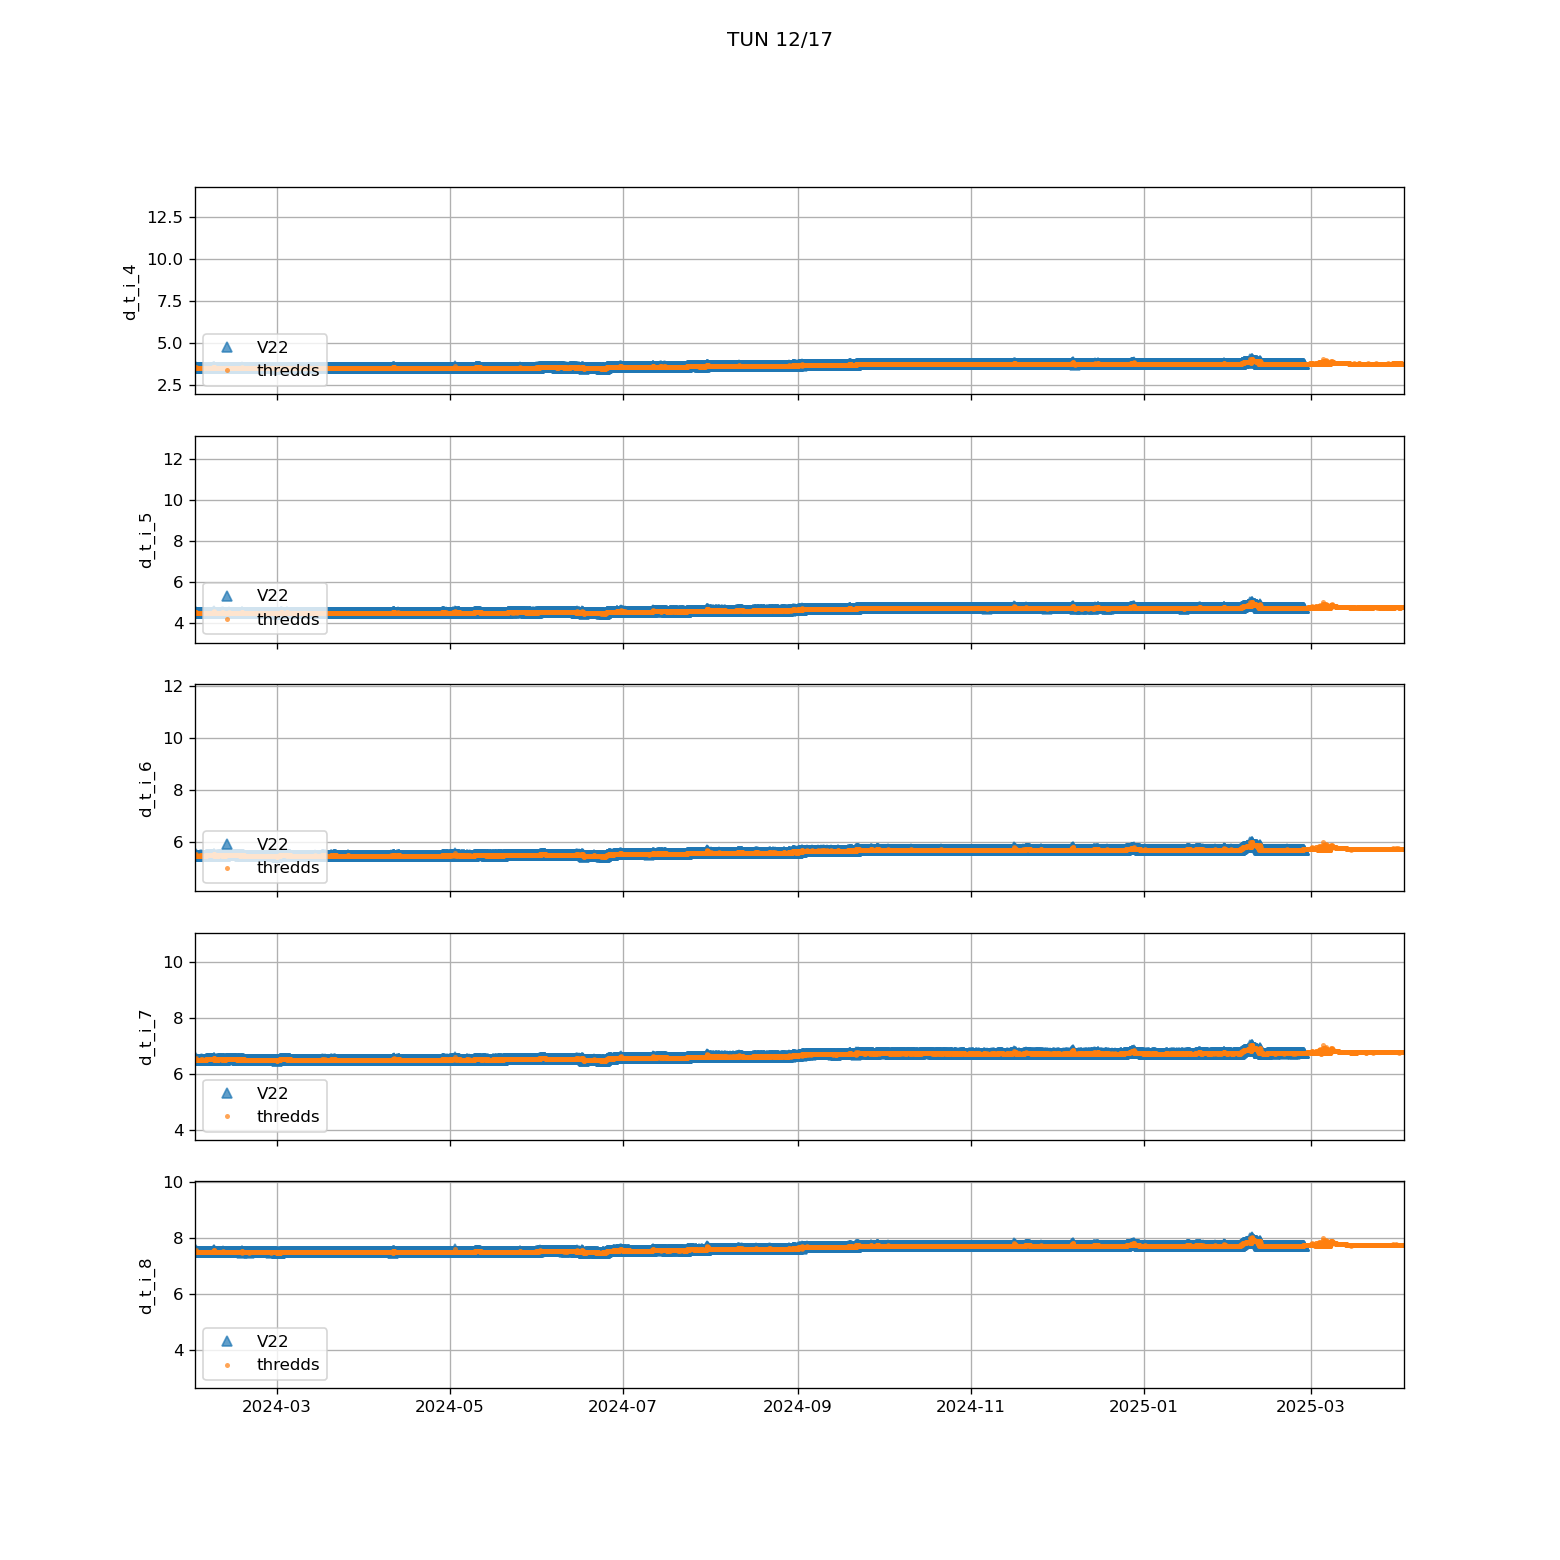 TUN 12/17
d_t_i_4
12.5
10.0
7.5
5.0
2.5
V22
thredds
d_t_i_5
12
10
8
6
4
V22
thredds
d_t_i_6
12
10
8
6
V22
thredds
d_t_i_7
10
8
6
4
V22
thredds
d_t_i_8
10
8
6
4
V22
thredds
2024-03 2024-05 2024-07 2024-09 2024-11 2025-01 2025-03